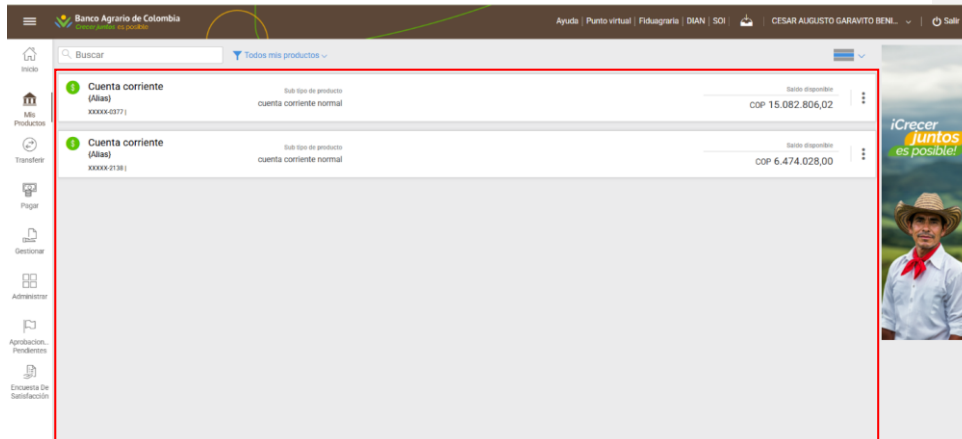 Banco Agrario de Colombia
Crecer juntos es posible
Ayuda | Punto virtual | Fiduagraria | DIAN | SOI |
CESAR AUGUSTO GARAVITO BENI...
Salir
Inicio
Mis Productos
Transferir
Pagar
Gestionar
Administrar
Aprobacion... Pendientes
Encuesta De Satisfacción
Buscar
Todos mis productos
Cuenta corriente
(Alias)
XXXXX-0377 |
Sub tipo de producto
cuenta corriente normal
Saldo disponible
COP 15.082.806,02
Cuenta corriente
(Alias)
XXXXX-2138 |
Sub tipo de producto
cuenta corriente normal
Saldo disponible
COP 6.474.028,00
¡Crecer
juntos
es posible!